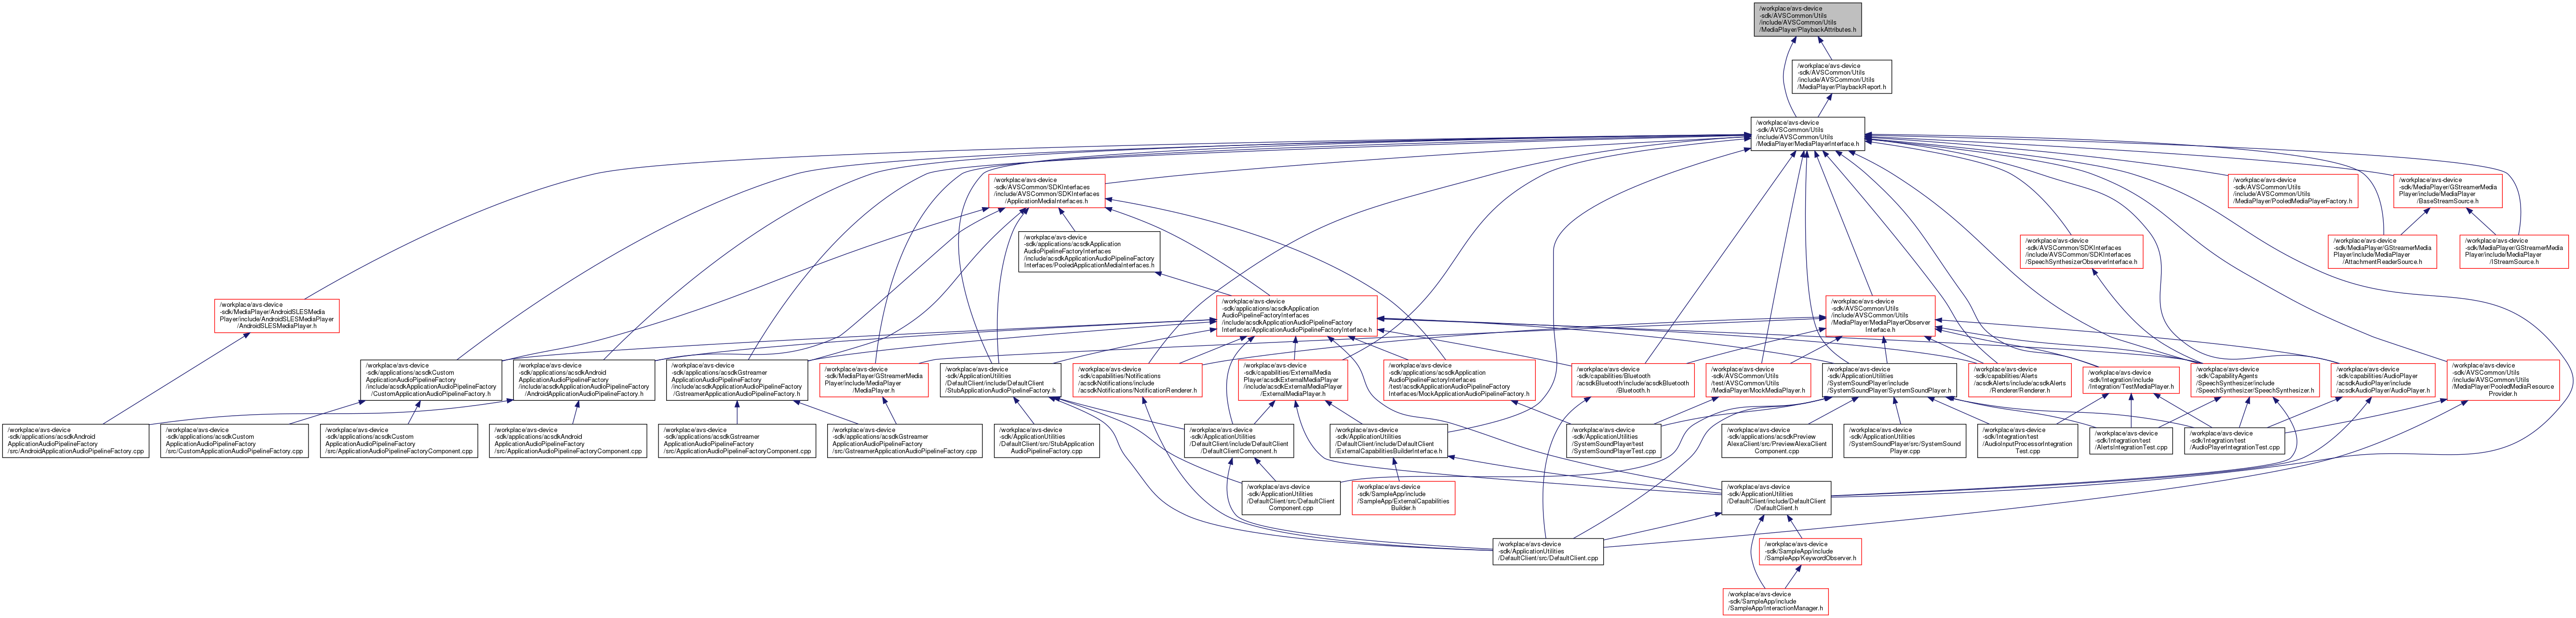 /workplace/avs-device
-sdk/AVSCommon/Utils
/include/AVSCommon/Utils
/MediaPlayer/PlaybackAttributes.h
/workplace/avs-device
-sdk/AVSCommon/Utils
/include/AVSCommon/Utils
/MediaPlayer/PlaybackReport.h
/workplace/avs-device
-sdk/AVSCommon/Utils
/include/AVSCommon/Utils
/MediaPlayer/MediaPlayerInterface.h
/workplace/avs-device
-sdk/AVSCommon/SDKInterfaces
/include/AVSCommon/SDKInterfaces
/ApplicationMediaInterfaces.h
/workplace/avs-device
-sdk/AVSCommon/Utils
/include/AVSCommon/Utils
/MediaPlayer/PooledMediaPlayerFactory.h
/workplace/avs-device
-sdk/MediaPlayer/GStreamerMedia
Player/include/MediaPlayer
/BaseStreamSource.h
/workplace/avs-device
-sdk/applications/acsdkApplication
AudioPipelineFactoryInterfaces
/include/acsdkApplicationAudioPipelineFactory
Interfaces/PooledApplicationMediaInterfaces.h
/workplace/avs-device
-sdk/AVSCommon/SDKInterfaces
/include/AVSCommon/SDKInterfaces
/SpeechSynthesizerObserverInterface.h
/workplace/avs-device
-sdk/MediaPlayer/GStreamerMedia
Player/include/MediaPlayer
/AttachmentReaderSource.h
/workplace/avs-device
-sdk/MediaPlayer/GStreamerMedia
Player/include/MediaPlayer
/IStreamSource.h
/workplace/avs-device
-sdk/MediaPlayer/AndroidSLESMedia
Player/include/AndroidSLESMediaPlayer
/AndroidSLESMediaPlayer.h
/workplace/avs-device
-sdk/applications/acsdkApplication
AudioPipelineFactoryInterfaces
/include/acsdkApplicationAudioPipelineFactory
Interfaces/ApplicationAudioPipelineFactoryInterface.h
/workplace/avs-device
-sdk/AVSCommon/Utils
/include/AVSCommon/Utils
/MediaPlayer/MediaPlayerObserver
Interface.h
/workplace/avs-device
-sdk/applications/acsdkCustom
ApplicationAudioPipelineFactory
/include/acsdkCustomApplicationAudioPipelineFactory
/CustomApplicationAudioPipelineFactory.h
/workplace/avs-device
-sdk/applications/acsdkAndroid
ApplicationAudioPipelineFactory
/include/acsdkAndroidApplicationAudioPipelineFactory
/AndroidApplicationAudioPipelineFactory.h
/workplace/avs-device
-sdk/applications/acsdkGstreamer
ApplicationAudioPipelineFactory
/include/acsdkGstreamerApplicationAudioPipelineFactory
/GstreamerApplicationAudioPipelineFactory.h
/workplace/avs-device
-sdk/MediaPlayer/GStreamerMedia
Player/include/MediaPlayer
/MediaPlayer.h
/workplace/avs-device
-sdk/ApplicationUtilities
/DefaultClient/include/DefaultClient
/StubApplicationAudioPipelineFactory.h
/workplace/avs-device
-sdk/capabilities/Notifications
/acsdkNotifications/include
/acsdkNotifications/NotificationRenderer.h
/workplace/avs-device
-sdk/capabilities/ExternalMedia
Player/acsdkExternalMediaPlayer
/include/acsdkExternalMediaPlayer
/ExternalMediaPlayer.h
/workplace/avs-device
-sdk/applications/acsdkApplication
AudioPipelineFactoryInterfaces
/test/acsdkApplicationAudioPipelineFactory
Interfaces/MockApplicationAudioPipelineFactory.h
/workplace/avs-device
-sdk/capabilities/Bluetooth
/acsdkBluetooth/include/acsdkBluetooth
/Bluetooth.h
/workplace/avs-device
-sdk/AVSCommon/Utils
/test/AVSCommon/Utils
/MediaPlayer/MockMediaPlayer.h
/workplace/avs-device
-sdk/ApplicationUtilities
/SystemSoundPlayer/include
/SystemSoundPlayer/SystemSoundPlayer.h
/workplace/avs-device
-sdk/capabilities/Alerts
/acsdkAlerts/include/acsdkAlerts
/Renderer/Renderer.h
/workplace/avs-device
-sdk/Integration/include
/Integration/TestMediaPlayer.h
/workplace/avs-device
-sdk/CapabilityAgents
/SpeechSynthesizer/include
/SpeechSynthesizer/SpeechSynthesizer.h
/workplace/avs-device
-sdk/capabilities/AudioPlayer
/acsdkAudioPlayer/include
/acsdkAudioPlayer/AudioPlayer.h
/workplace/avs-device
-sdk/AVSCommon/Utils
/include/AVSCommon/Utils
/MediaPlayer/PooledMediaResource
Provider.h
/workplace/avs-device
-sdk/applications/acsdkAndroid
ApplicationAudioPipelineFactory
/src/AndroidApplicationAudioPipelineFactory.cpp
/workplace/avs-device
-sdk/applications/acsdkCustom
ApplicationAudioPipelineFactory
/src/CustomApplicationAudioPipelineFactory.cpp
/workplace/avs-device
-sdk/applications/acsdkCustom
ApplicationAudioPipelineFactory
/src/ApplicationAudioPipelineFactoryComponent.cpp
/workplace/avs-device
-sdk/applications/acsdkAndroid
ApplicationAudioPipelineFactory
/src/ApplicationAudioPipelineFactoryComponent.cpp
/workplace/avs-device
-sdk/applications/acsdkGstreamer
ApplicationAudioPipelineFactory
/src/ApplicationAudioPipelineFactoryComponent.cpp
/workplace/avs-device
-sdk/applications/acsdkGstreamer
ApplicationAudioPipelineFactory
/src/GstreamerApplicationAudioPipelineFactory.cpp
/workplace/avs-device
-sdk/ApplicationUtilities
/DefaultClient/src/StubApplication
AudioPipelineFactory.cpp
/workplace/avs-device
-sdk/ApplicationUtilities
/DefaultClient/include/DefaultClient
/DefaultClientComponent.h
/workplace/avs-device
-sdk/ApplicationUtilities
/DefaultClient/include/DefaultClient
/ExternalCapabilitiesBuilderInterface.h
/workplace/avs-device
-sdk/ApplicationUtilities
/SystemSoundPlayer/test
/SystemSoundPlayerTest.cpp
/workplace/avs-device
-sdk/applications/acsdkPreview
AlexaClient/src/PreviewAlexaClient
Component.cpp
/workplace/avs-device
-sdk/ApplicationUtilities
/SystemSoundPlayer/src/SystemSound
Player.cpp
/workplace/avs-device
-sdk/Integration/test
/AudioInputProcessorIntegration
Test.cpp
/workplace/avs-device
-sdk/Integration/test
/AlertsIntegrationTest.cpp
/workplace/avs-device
-sdk/Integration/test
/AudioPlayerIntegrationTest.cpp
/workplace/avs-device
-sdk/ApplicationUtilities
/DefaultClient/src/DefaultClient
Component.cpp
/workplace/avs-device
-sdk/SampleApp/include
/SampleApp/ExternalCapabilities
Builder.h
/workplace/avs-device
-sdk/ApplicationUtilities
/DefaultClient/include/DefaultClient
/DefaultClient.h
/workplace/avs-device
-sdk/ApplicationUtilities
/DefaultClient/src/DefaultClient.cpp
/workplace/avs-device
-sdk/SampleApp/include
/SampleApp/KeywordObserver.h
/workplace/avs-device
-sdk/SampleApp/include
/SampleApp/InteractionManager.h